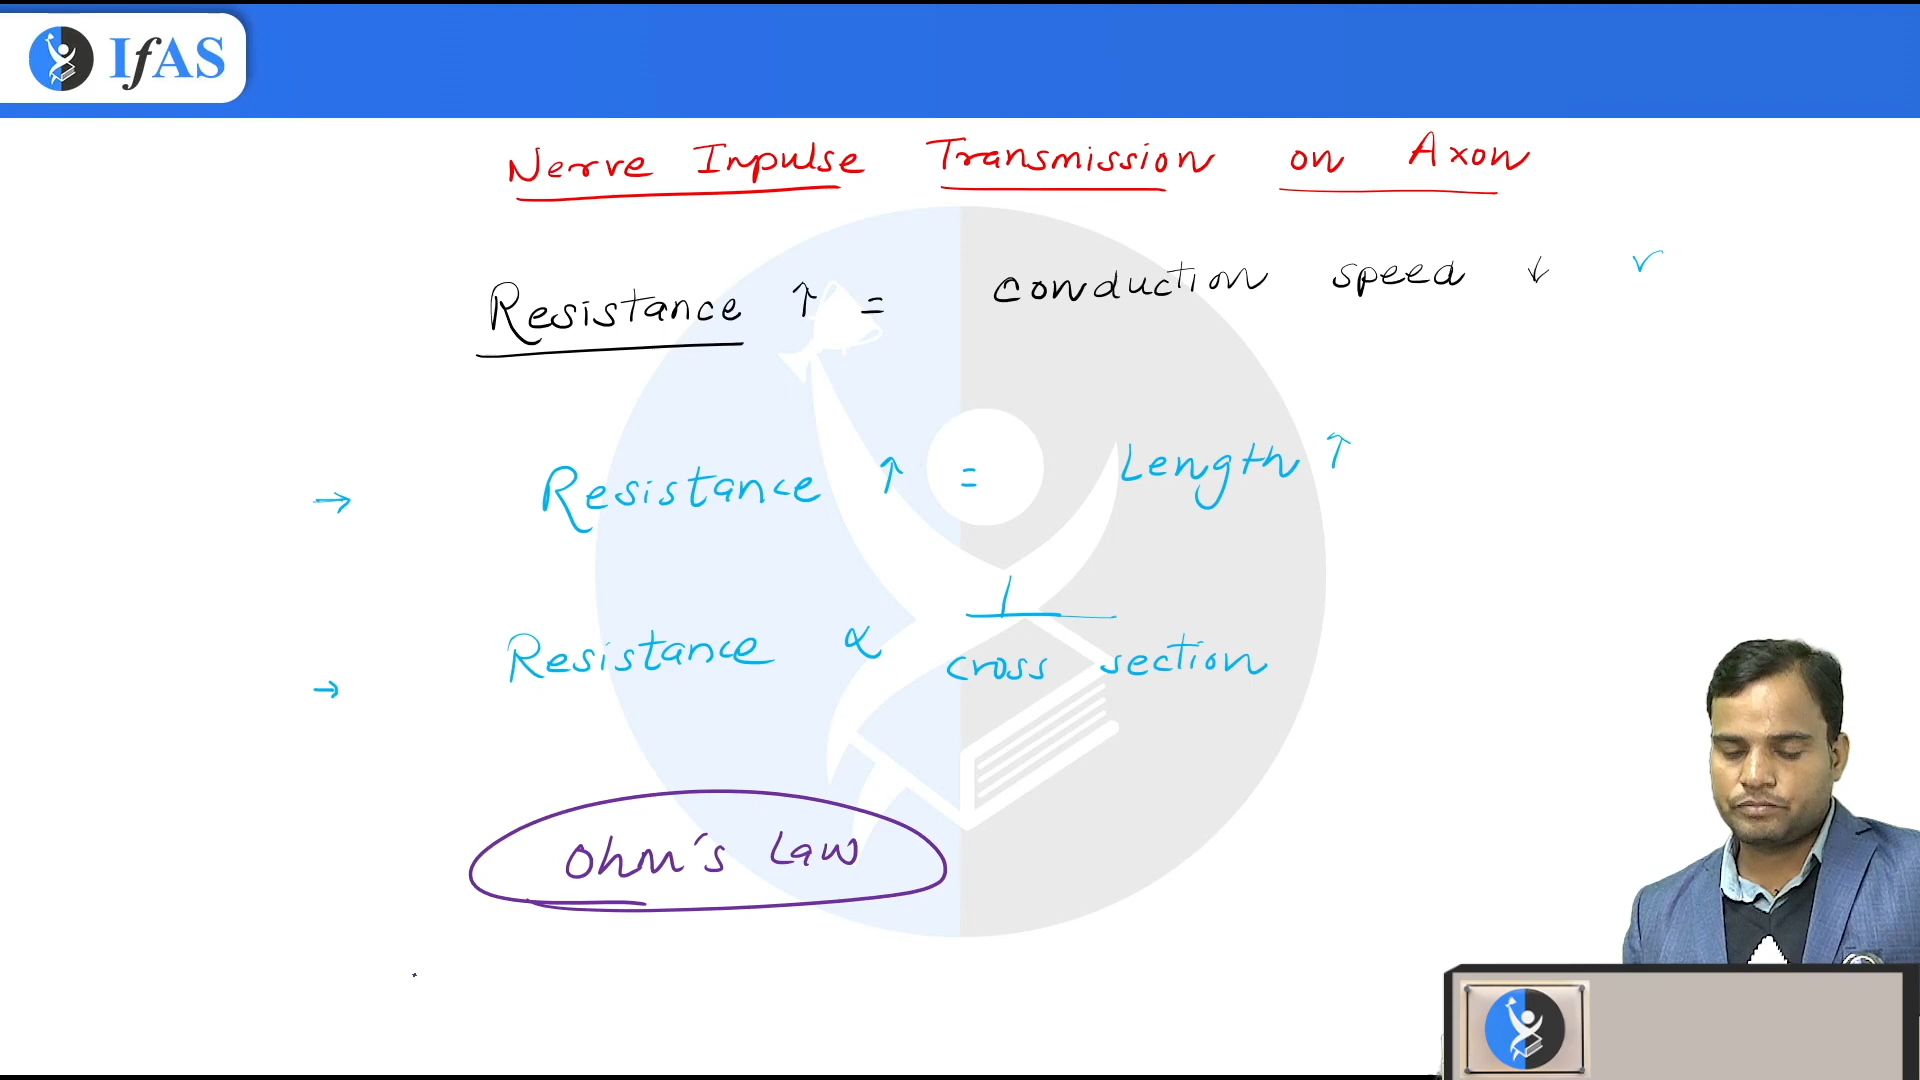 IfAS
Nerve Impulse Transmission on Axon
Resistance ↑ = conduction speed ↓ ✓
→ Resistance ↑ = Length ↑
→ Resistance ∝ 1
cross section
Ohm's Law